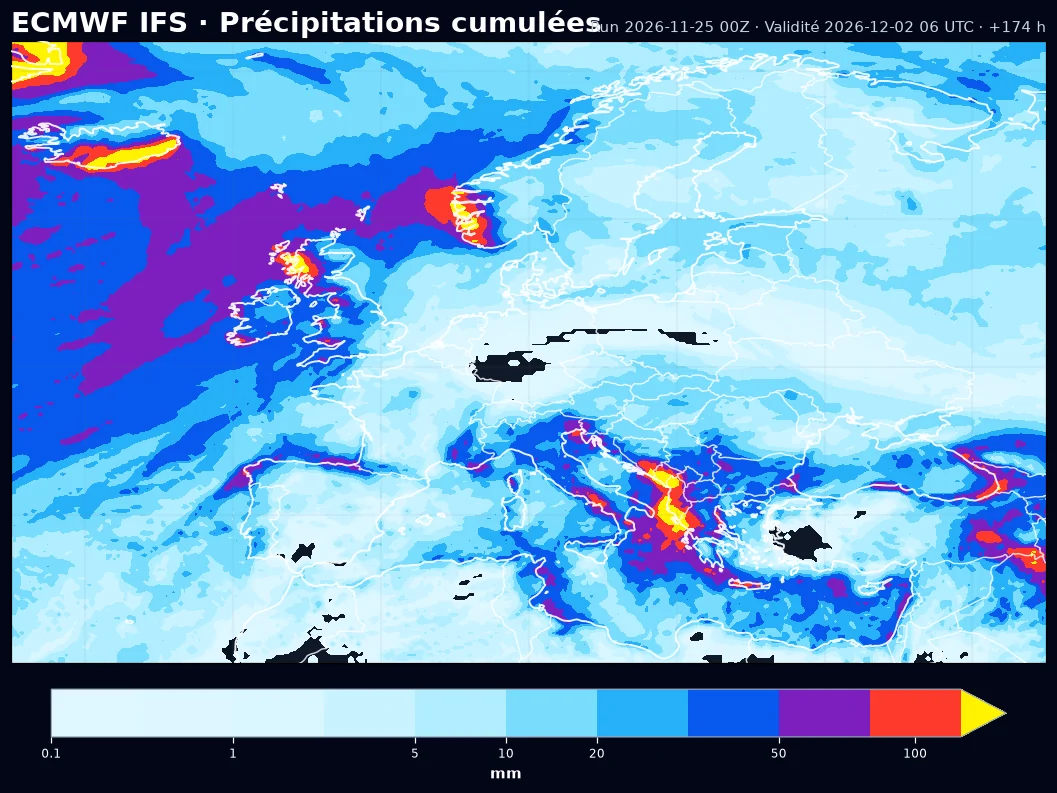 ECMWF IFS · Précipitations cumulées
Run 2026-11-25 00Z · Validité 2026-12-02 06 UTC · +174 h
0.1 1 5 10 20 50 100
mm